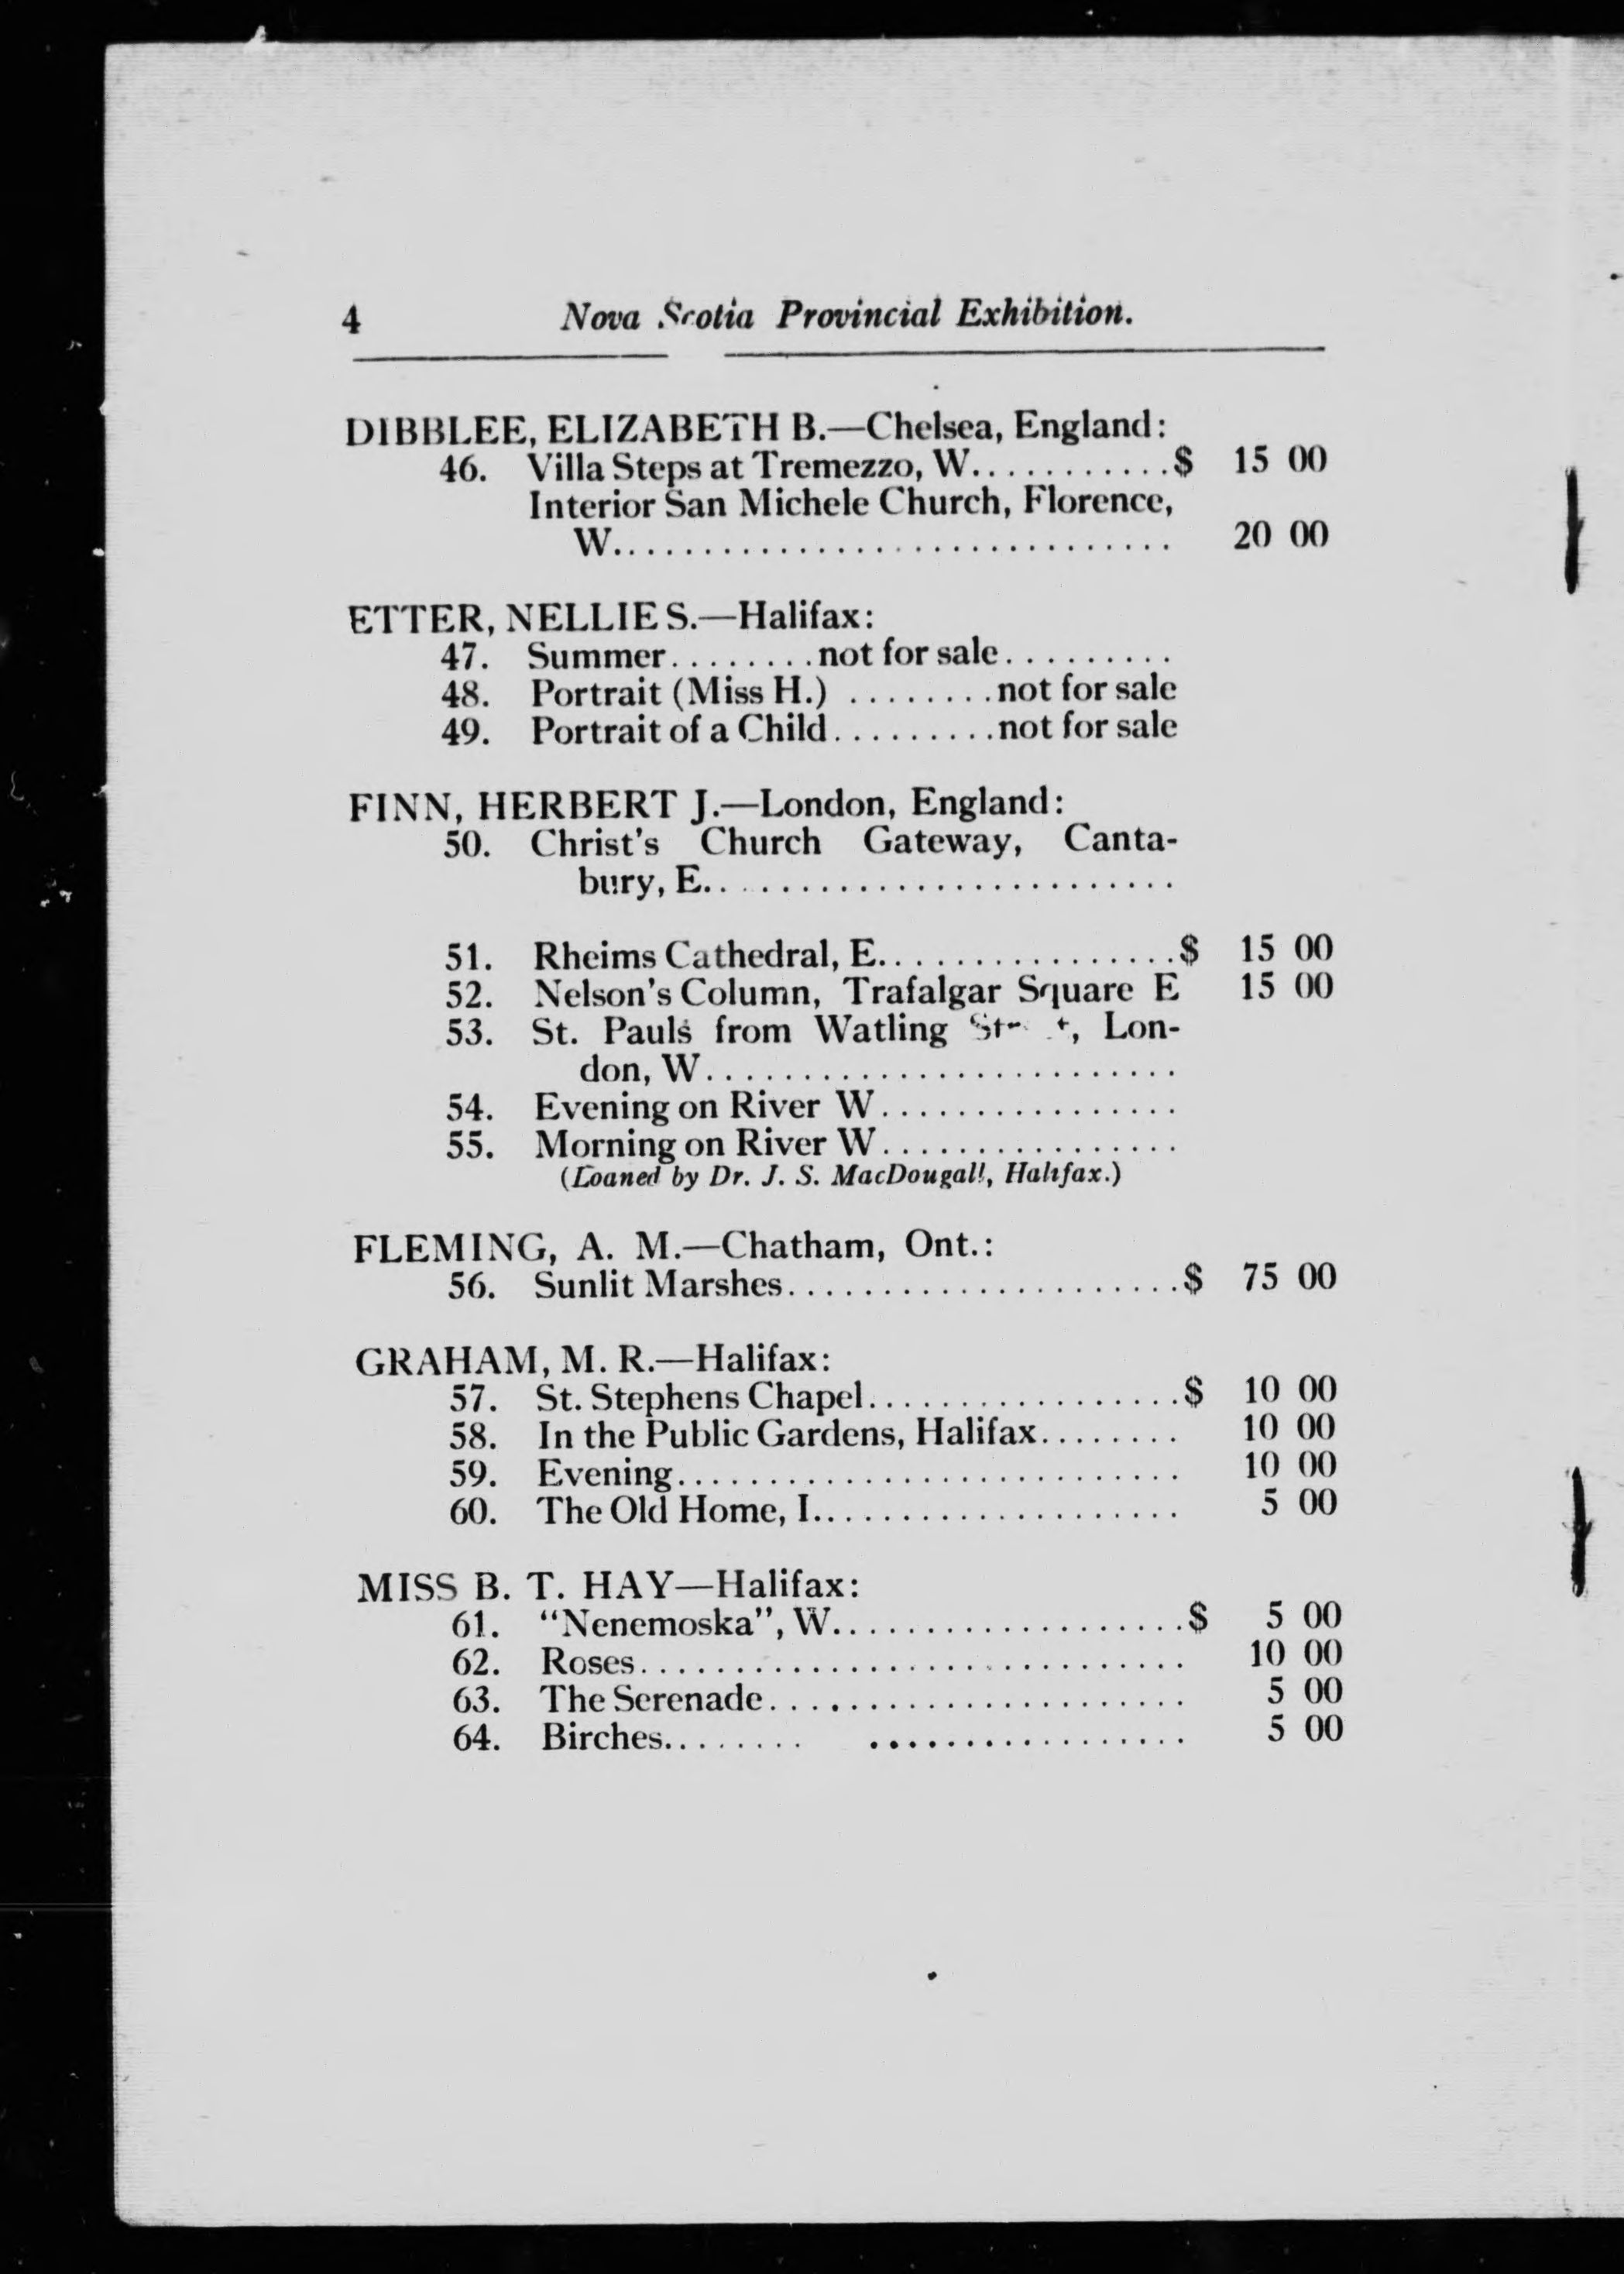 4 Nova Scotia Provincial Exhibition.
DIBBLEE, ELIZABETH B.—Chelsea, England:
46. Villa Steps at Tremezzo, W...........$ 15 00
Interior San Michele Church, Florence,
W............................... 20 00
ETTER, NELLIE S.—Halifax:
47. Summer........not for sale.........
48. Portrait (Miss H.) ........not for sale
49. Portrait of a Child.........not for sale
FINN, HERBERT J.—London, England:
50. Christ's Church Gateway, Canta-
bury, E..........................
51. Rheims Cathedral, E................$ 15 00
52. Nelson's Column, Trafalgar Square E 15 00
53. St. Pauls from Watling Lon-
don, W.........................
54. Evening on River W................
55. Morning on River W................
(Loaned by Dr. J. S. MacDougall, Halifax.)
FLEMING, A. M.—Chatham, Ont.:
56. Sunlit Marshes.....................$ 75 00
GRAHAM, M. R.—Halifax:
57. St. Stephens Chapel.................$ 10 00
58. In the Public Gardens, Halifax........ 10 00
59. Evening........................... 10 00
60. The Old Home, I.................... 5 00
MISS B. T. HAY—Halifax:
61. "Nenemoska", W...................$ 5 00
62. Roses............................. 10 00
63. The Serenade...................... 5 00
64. Birches........ ................. 5 00